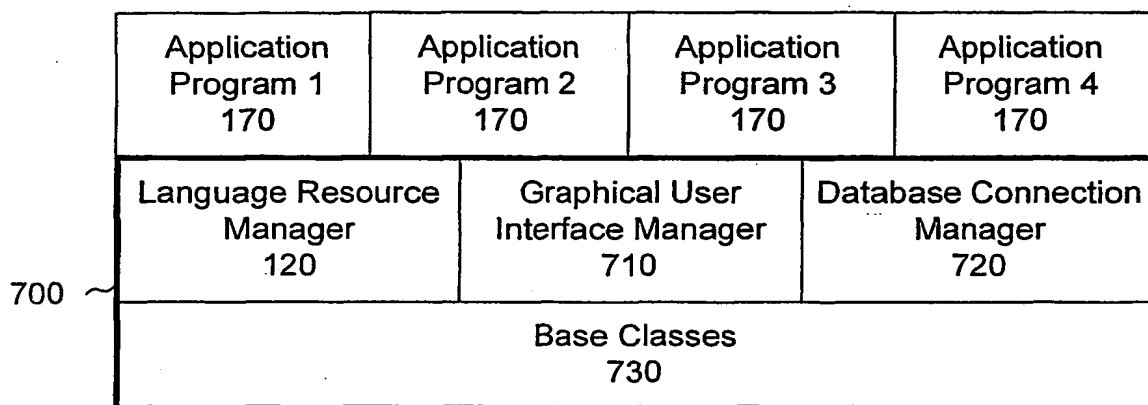 Application
Program 1
170
Application
Program 2
170
Application
Program 3
170
Application
Program 4
170
Language Resource
Manager
120
Graphical User
Interface Manager
710
Database Connection
Manager
720
700
Base Classes
730